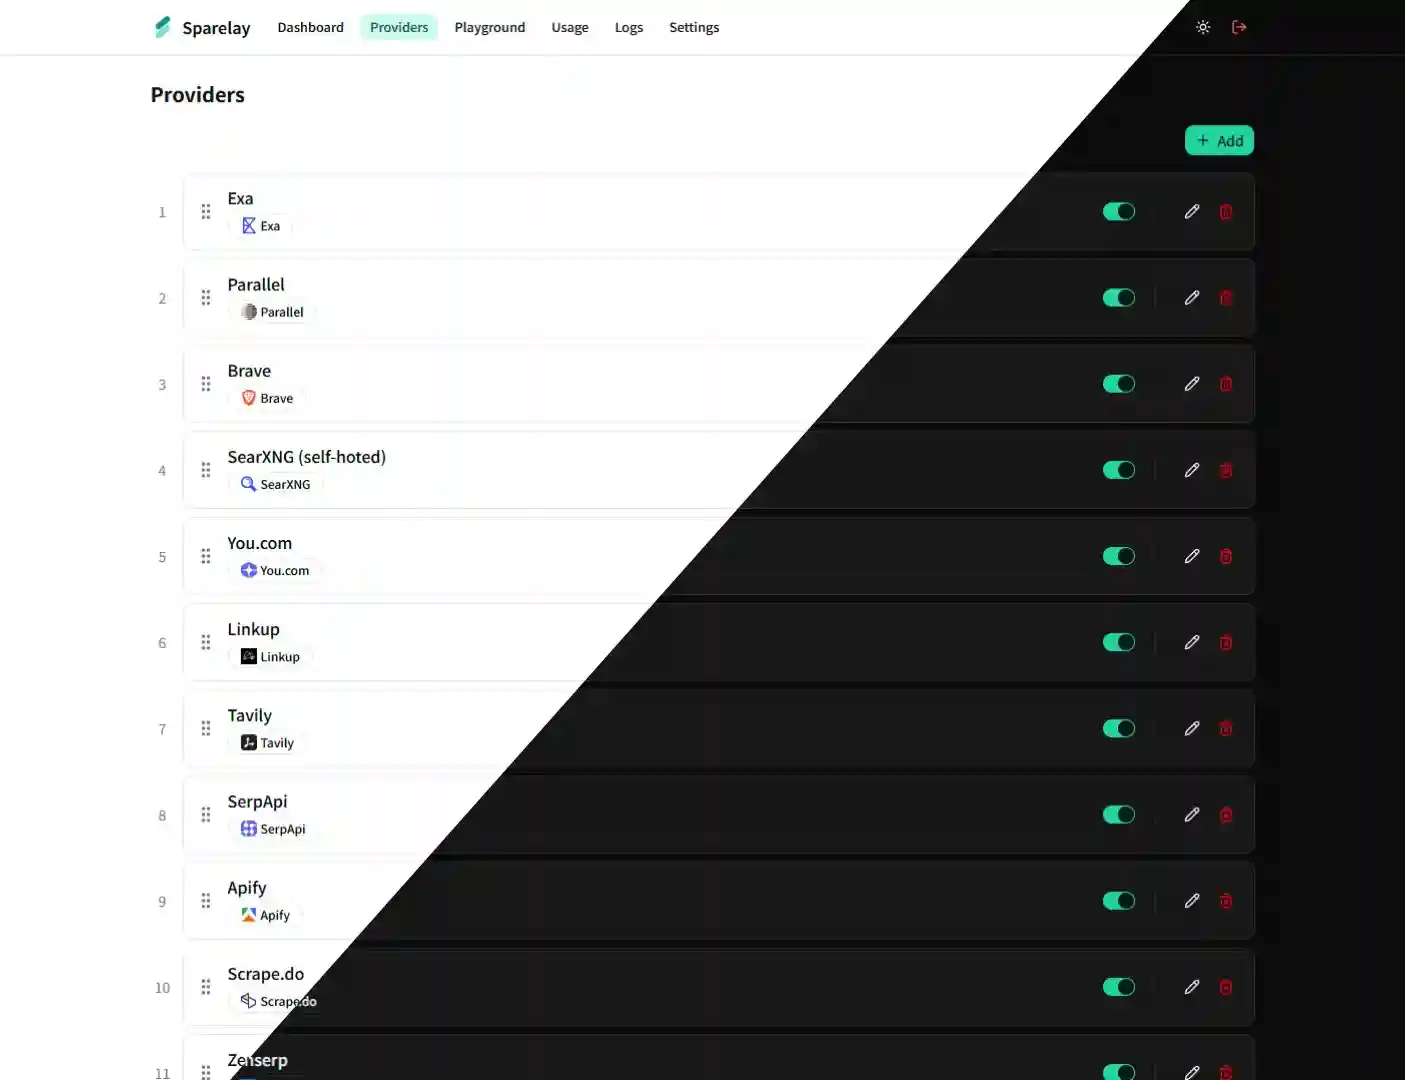 Sparelay Dashboard Providers Playground Usage Logs Settings
Providers
+ Add
1 Exa
Exa
2 Parallel
Parallel
3 Brave
Brave
4 SearXNG (self-hoted)
SearXNG
5 You.com
You.com
6 Linkup
Linkup
7 Tavily
Tavily
8 SerpApi
SerpApi
9 Apify
Apify
10 Scrape.do
Scrape.do
11 Zenserp